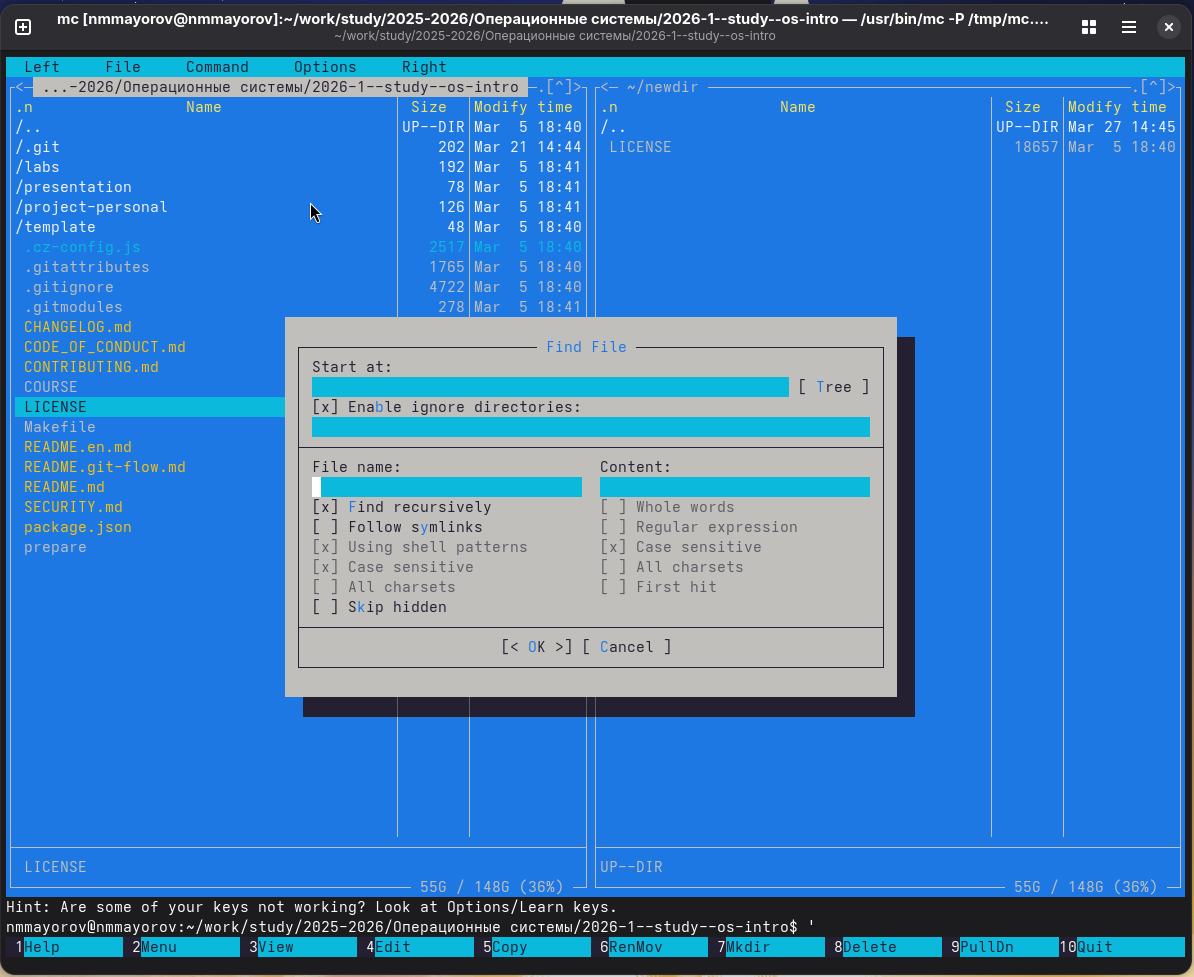 mc [nmmayorov@nmmayorov]:~/work/study/2025-2026/Операционные системы/2026-1--study--os-intro — /usr/bin/mc -P /tmp/mc....
~/work/study/2025-2026/Операционные системы/2026-1--study--os-intro
Left File Command Options Right
<─ ...-2026/Операционные системы/2026-1--study--os-intro ─.[^]> <─ ~/newdir ─.[^]>
.n Name Size Modify time .n Name Size Modify time
/.. UP--DIR Mar 5 18:40 /.. UP--DIR Mar 27 14:45
/.git 202 Mar 21 14:44 LICENSE 18657 Mar 5 18:40
/labs 192 Mar 5 18:41
/presentation 78 Mar 5 18:41
/project-personal 126 Mar 5 18:41
/template 48 Mar 5 18:40
.cz-config.js 2517 Mar 5 18:40
.gitattributes 1765 Mar 5 18:40
.gitignore 4722 Mar 5 18:40
.gitmodules 278 Mar 5 18:41
CHANGELOG.md
CODE_OF_CONDUCT.md
CONTRIBUTING.md
COURSE
LICENSE
Makefile
README.en.md
README.git-flow.md
README.md
SECURITY.md
package.json
prepare
Find File
Start at:
[ Tree ]
[x] Enable ignore directories:
File name: Content:
[x] Find recursively [ ] Whole words
[ ] Follow symlinks [ ] Regular expression
[x] Using shell patterns [x] Case sensitive
[x] Case sensitive [ ] All charsets
[ ] All charsets [ ] First hit
[ ] Skip hidden
[< OK >] [ Cancel ]
LICENSE UP--DIR
55G / 148G (36%) 55G / 148G (36%)
Hint: Are some of your keys not working? Look at Options/Learn keys.
nmmayorov@nmmayorov:~/work/study/2025-2026/Операционные системы/2026-1--study--os-intro$ '
1Help 2Menu 3View 4Edit 5Copy 6RenMov 7Mkdir 8Delete 9PullDn 10Quit